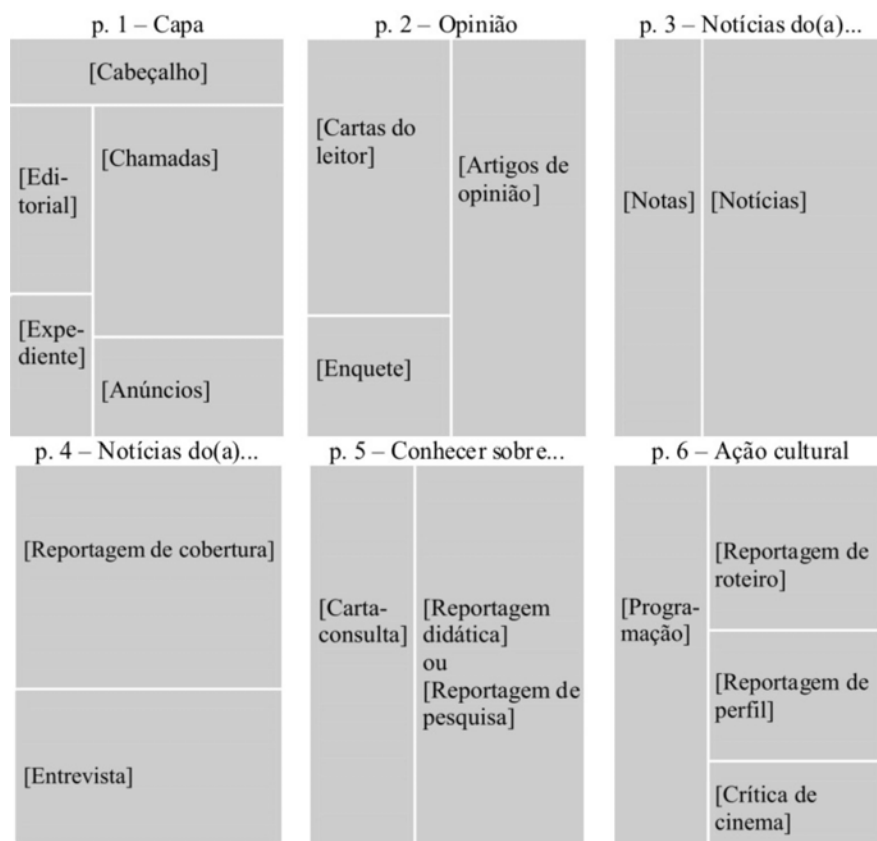 p. 1 – Capa
[Cabeçalho]
[Edi-
torial]
[Chamadas]
[Expe-
diente]
[Anúncios]
p. 2 – Opinião
[Cartas do
leitor]
[Artigos de
opinião]
[Enquete]
p. 3 – Notícias do(a)...
[Notas]
[Notícias]
p. 4 – Notícias do(a)...
[Reportagem de cobertura]
[Entrevista]
p. 5 – Conhecer sobre...
[Carta-
consulta]
[Reportagem
didática]
ou
[Reportagem de
pesquisa]
p. 6 – Ação cultural
[Progra-
mação]
[Reportagem de
roteiro]
[Reportagem de
perfil]
[Crítica de
cinema]